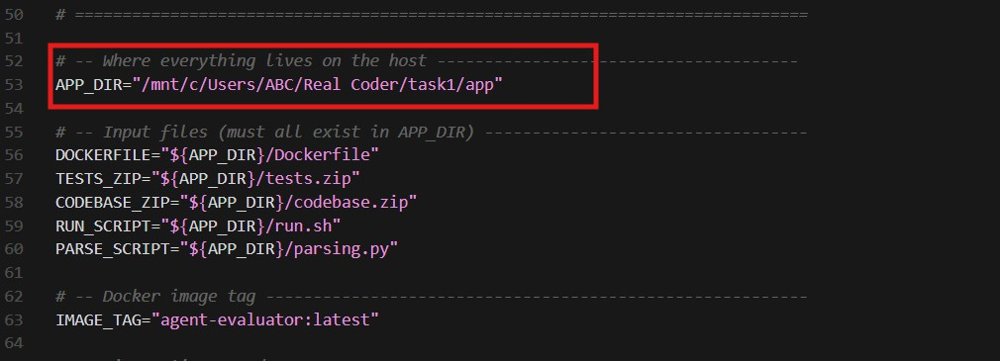 50 # =============================================================================
51
52 # -- Where everything lives on the host -----------------------------------------
53 APP_DIR="/mnt/c/Users/ABC/Real Coder/task1/app"
54
55 # -- Input files (must all exist in APP_DIR) ----------------------------------
56 DOCKERFILE="${APP_DIR}/Dockerfile"
57 TESTS_ZIP="${APP_DIR}/tests.zip"
58 CODEBASE_ZIP="${APP_DIR}/codebase.zip"
59 RUN_SCRIPT="${APP_DIR}/run.sh"
60 PARSE_SCRIPT="${APP_DIR}/parsing.py"
61
62 # -- Docker image tag ---------------------------------------------------------
63 IMAGE_TAG="agent-evaluator:latest"
64